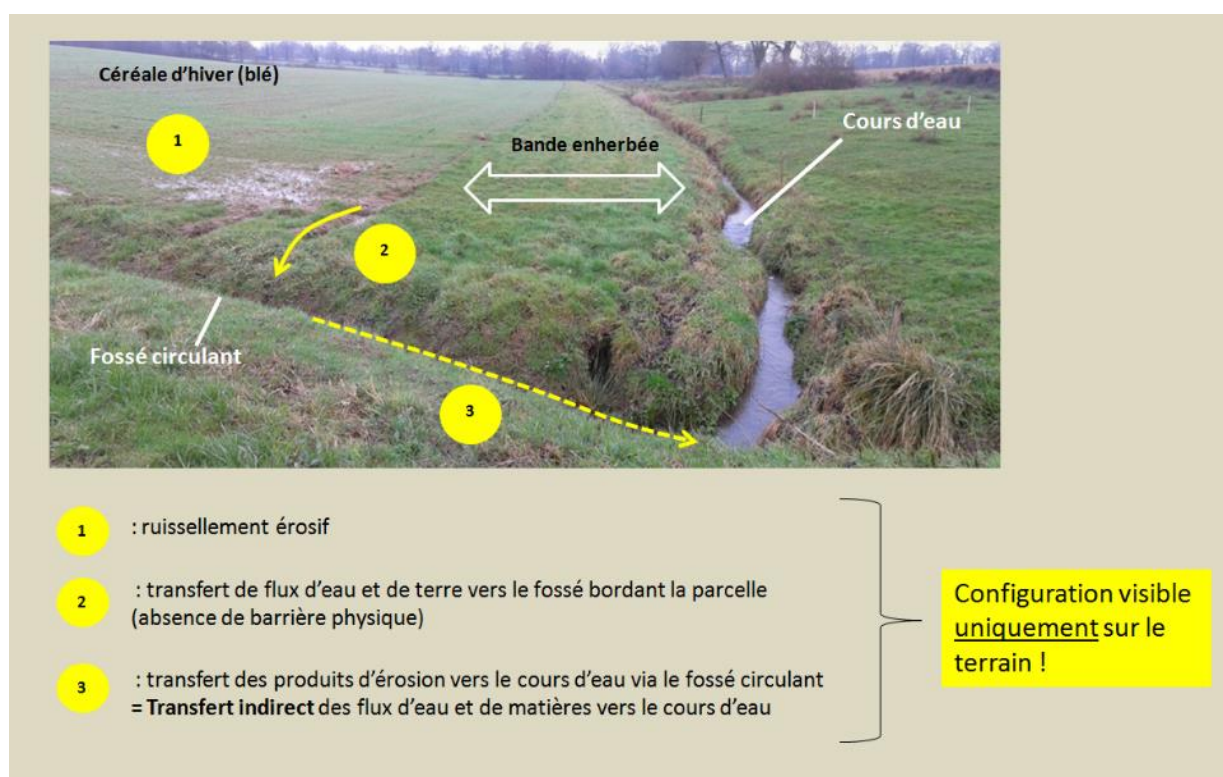 Céréale d'hiver (blé)
1
Cours d'eau
Bande enherbée
2
Fossé circulant
3
1 : ruissellement érosif
2 : transfert de flux d'eau et de terre vers le fossé bordant la parcelle
(absence de barrière physique)
3 : transfert des produits d'érosion vers le cours d'eau via le fossé circulant
= Transfert indirect des flux d'eau et de matières vers le cours d'eau
Configuration visible
uniquement sur le
terrain !